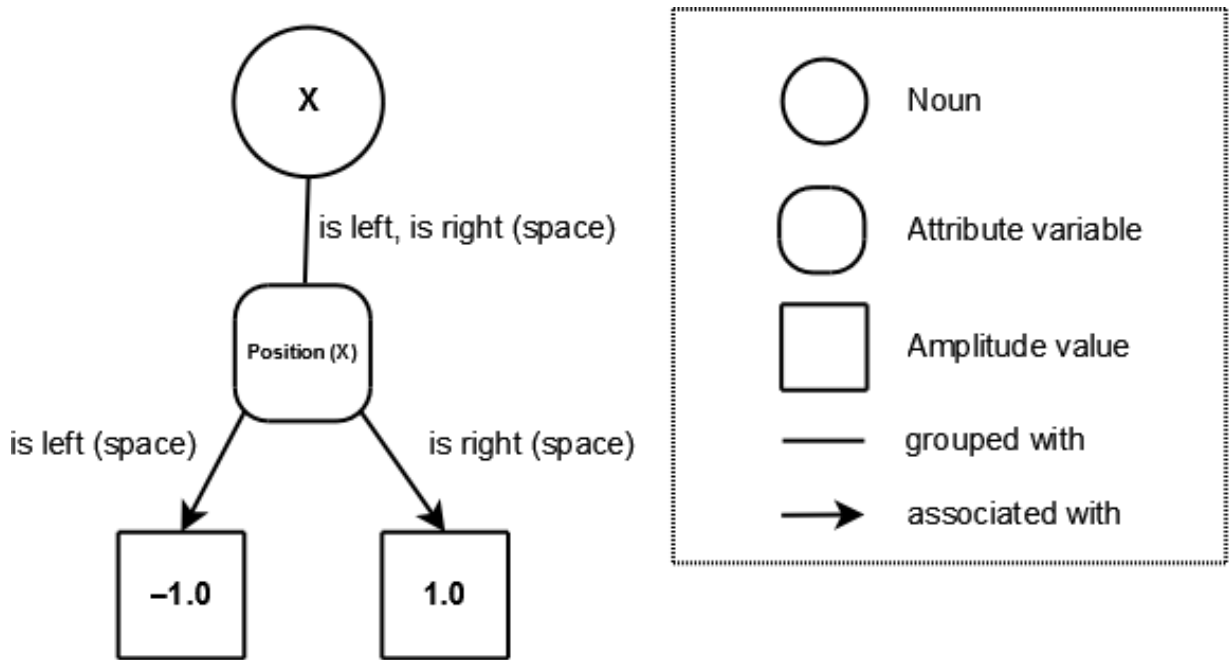 X
is left, is right (space)
Position (X)
is left (space)
is right (space)
–1.0
1.0
Noun
Attribute variable
Amplitude value
grouped with
associated with